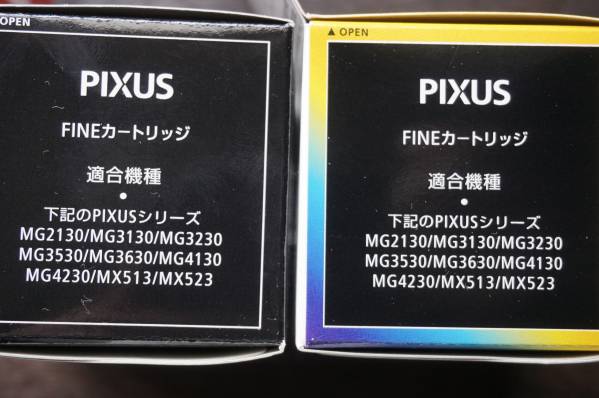 OPEN
PIXUS
FINEカートリッジ
適合機種
下記のPIXUSシリーズ
MG2130/MG3130/MG3230
MG3530/MG3630/MG4130
MG4230/MX513/MX523
▲ OPEN
PIXUS
FINEカートリッジ
適合機種
下記のPIXUSシリーズ
MG2130/MG3130/MG3230
MG3530/MG3630/MG4130
MG4230/MX513/MX523